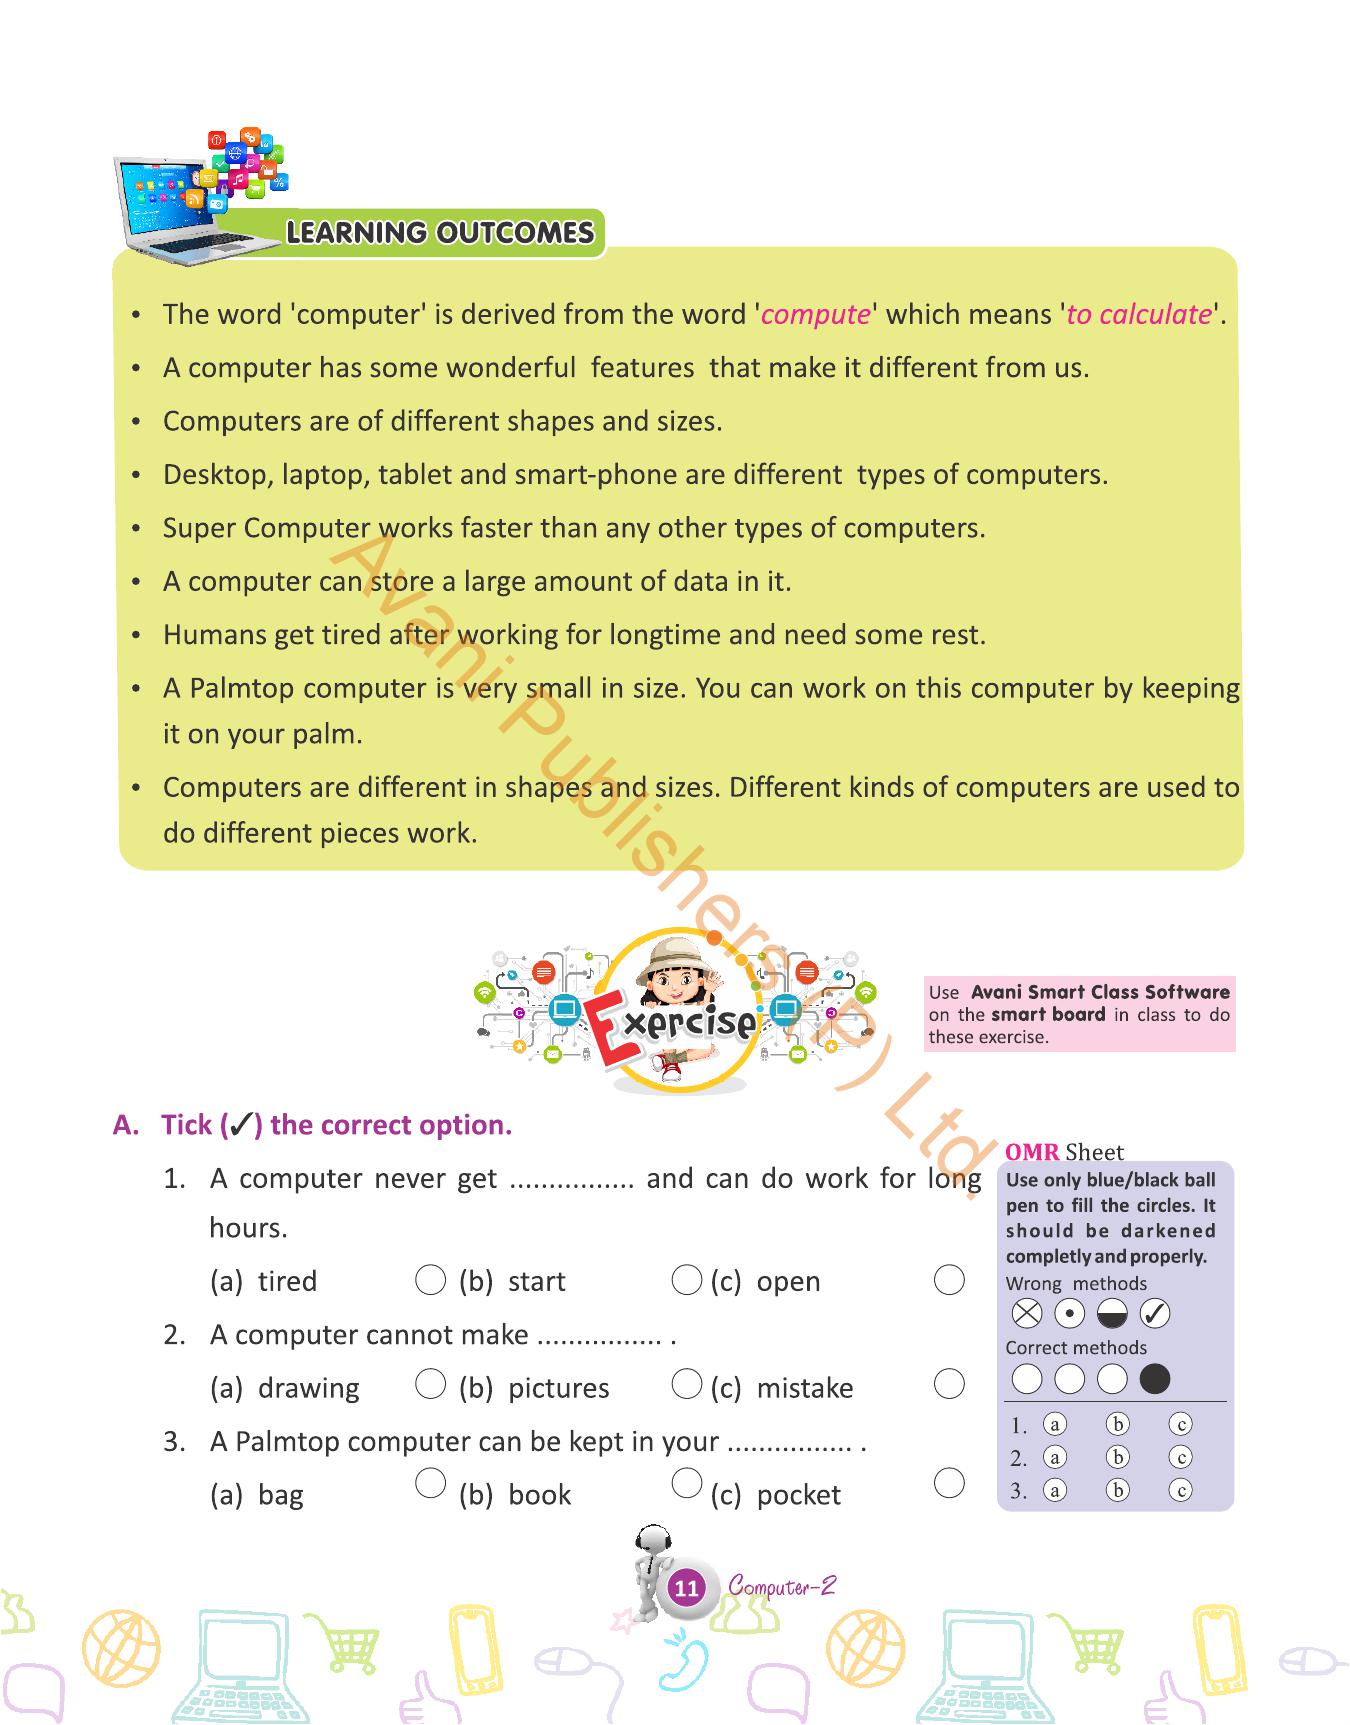 LEARNING OUTCOMES
• The word 'computer' is derived from the word 'compute' which means 'to calculate'.
• A computer has some wonderful features that make it different from us.
• Computers are of different shapes and sizes.
• Desktop, laptop, tablet and smart-phone are different types of computers.
• Super Computer works faster than any other types of computers.
• A computer can store a large amount of data in it.
• Humans get tired after working for longtime and need some rest.
• A Palmtop computer is very small in size. You can work on this computer by keeping
it on your palm.
• Computers are different in shapes and sizes. Different kinds of computers are used to
do different pieces work.
Avani Publishers (P) Ltd.
Exercise
Use Avani Smart Class Software
on the smart board in class to do
these exercise.
A. Tick (✓) the correct option.
1. A computer never get ................ and can do work for long
hours.
(a) tired (b) start (c) open
2. A computer cannot make ................ .
(a) drawing (b) pictures (c) mistake
3. A Palmtop computer can be kept in your ................ .
(a) bag (b) book (c) pocket
OMR Sheet
Use only blue/black ball
pen to fill the circles. It
should be darkened
completly and properly.
Wrong methods
Correct methods
1. a b c
2. a b c
3. a b c
11 Computer-2